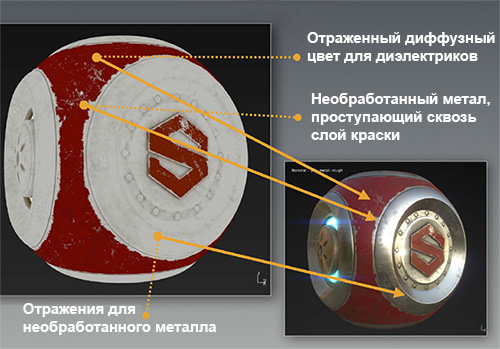 Отраженный диффузный
цвет для диэлектриков
Необработанный метал,
проступающий сквозь
слой краски
Отражения для
необработанного металла